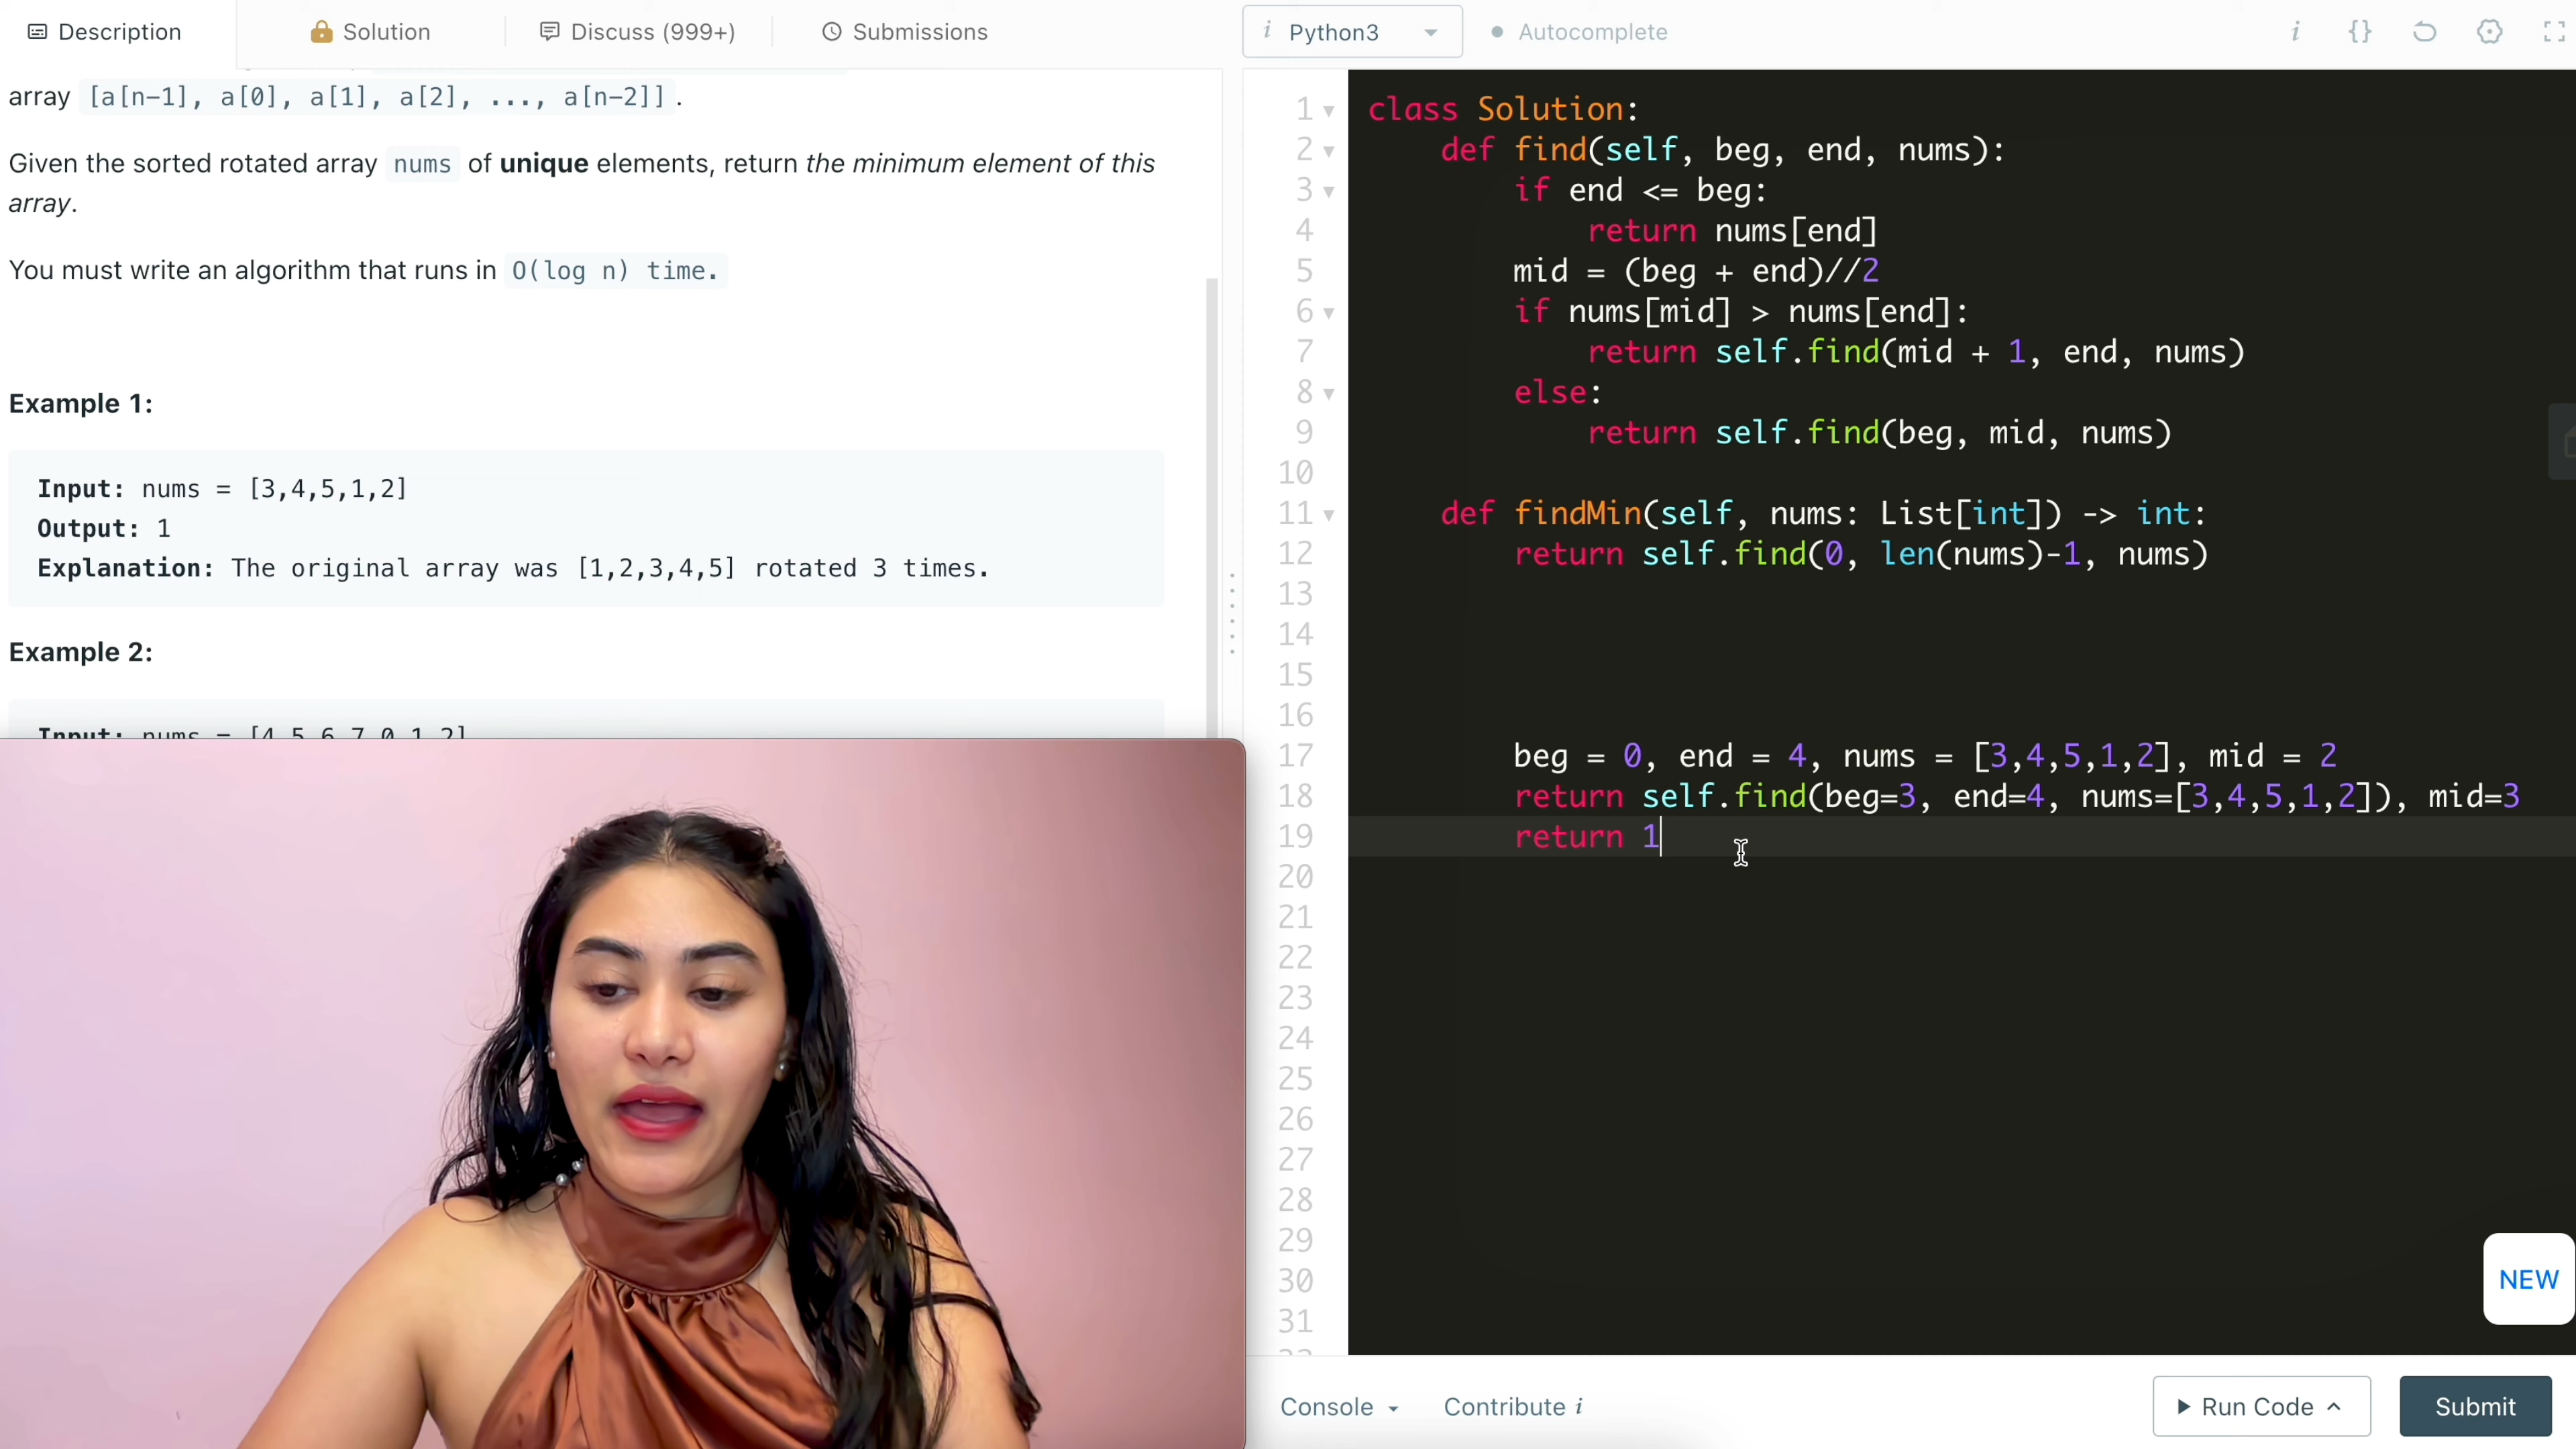 Description
Solution
Discuss (999+)
Submissions
array [a[n-1], a[0], a[1], a[2], ..., a[n-2]] .
Given the sorted rotated array nums of unique elements, return the minimum element of this
array.
You must write an algorithm that runs in O(log n) time.
Example 1:
Input: nums = [3,4,5,1,2]
Output: 1
Explanation: The original array was [1,2,3,4,5] rotated 3 times.
Example 2:
Input: nums = [4,5,6,7,0,1,2]
i Python3
Autocomplete
i {}
1 class Solution:
2 def find(self, beg, end, nums):
3 if end <= beg:
4 return nums[end]
5 mid = (beg + end)//2
6 if nums[mid] > nums[end]:
7 return self.find(mid + 1, end, nums)
8 else:
9 return self.find(beg, mid, nums)
10
11 def findMin(self, nums: List[int]) -> int:
12 return self.find(0, len(nums)-1, nums)
13
14
15
16
17 beg = 0, end = 4, nums = [3,4,5,1,2], mid = 2
18 return self.find(beg=3, end=4, nums=[3,4,5,1,2]), mid=3
19 return 1
20
21
22
23
24
25
26
27
28
29
30
31
NEW
Console
Contribute i
Run Code
Submit